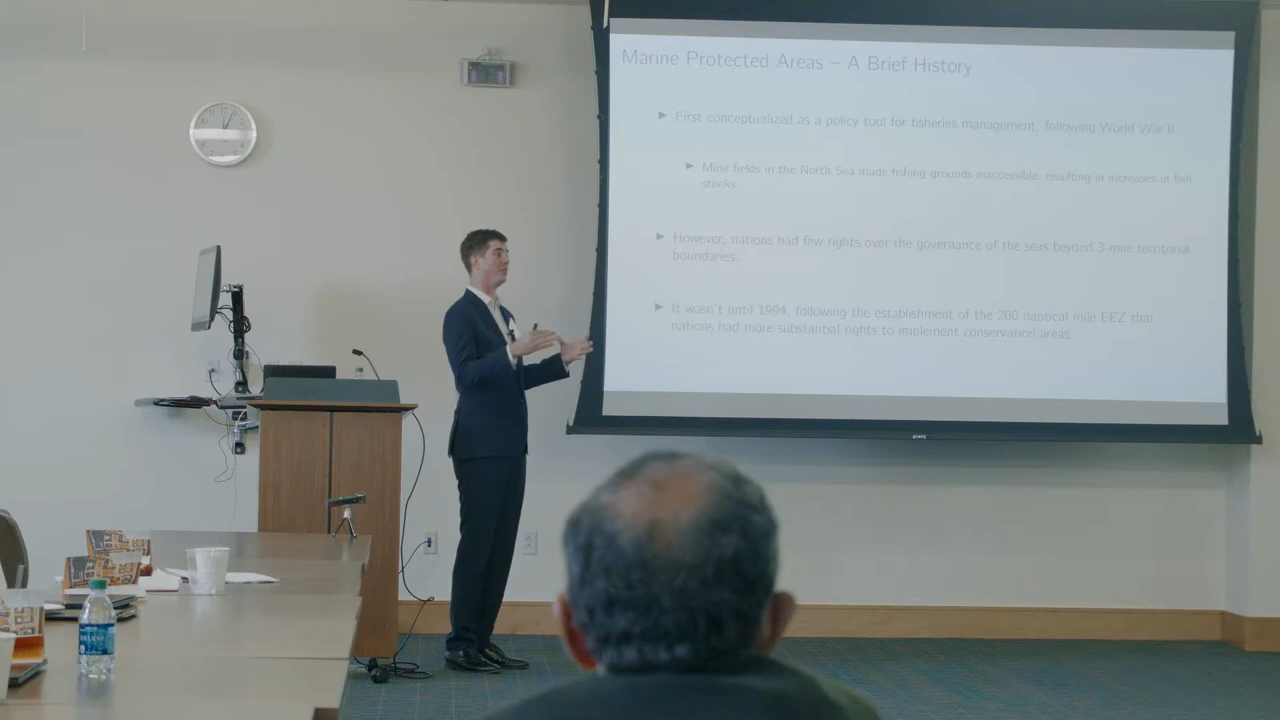 Marine Protected Areas – A Brief History
► First conceptualized as a policy tool for fisheries management, following World War II
► Mine fields in the North Sea made fishing grounds inaccessible, resulting in increases in fish
stocks.
► However, nations had few rights over the governance of the seas beyond 3-mile territorial
boundaries.
► It wasn't until 1994, following the establishment of the 200 nautical mile EEZ that
nations had more substantial rights to implement conservation areas.